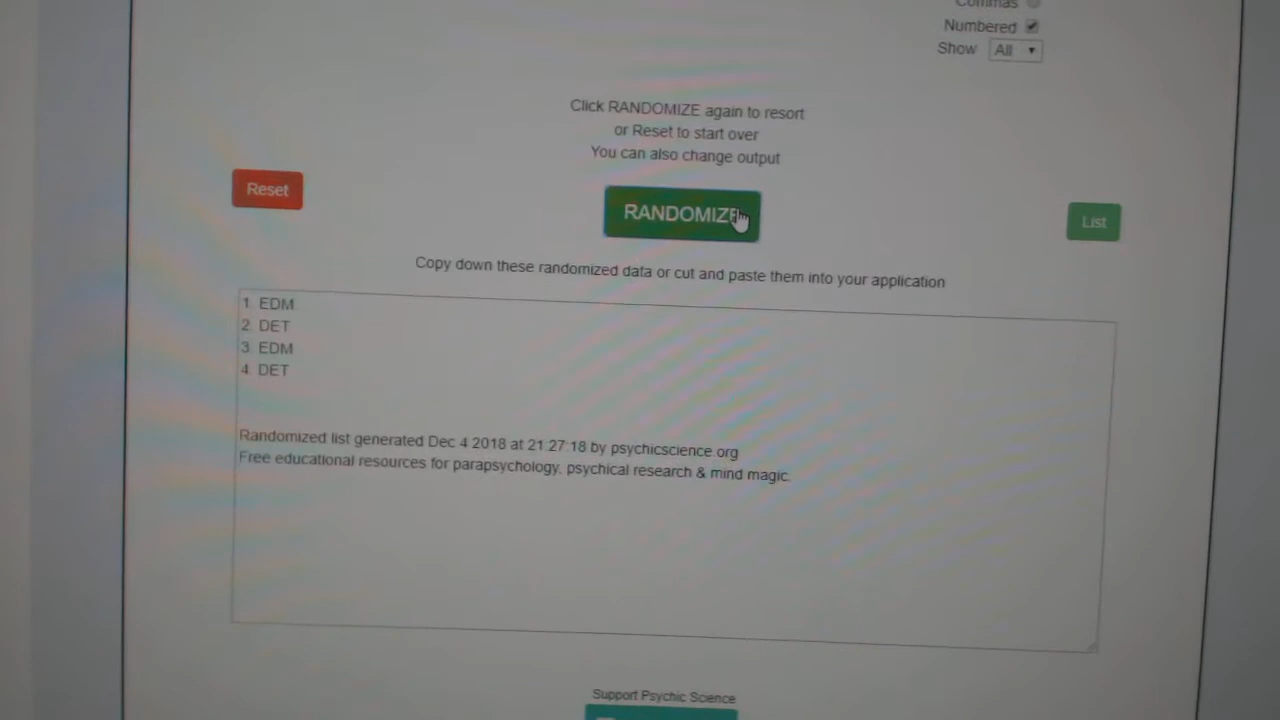 Commas
Numbered
Show All
Click RANDOMIZE again to resort
or Reset to start over
You can also change output
Reset
RANDOMIZE
List
Copy down these randomized data or cut and paste them into your application
1. EDM
2. DET
3. EDM
4. DET
Randomized list generated Dec 4 2018 at 21:27:18 by psychicscience.org
Free educational resources for parapsychology, psychical research & mind magic.
Support Psychic Science